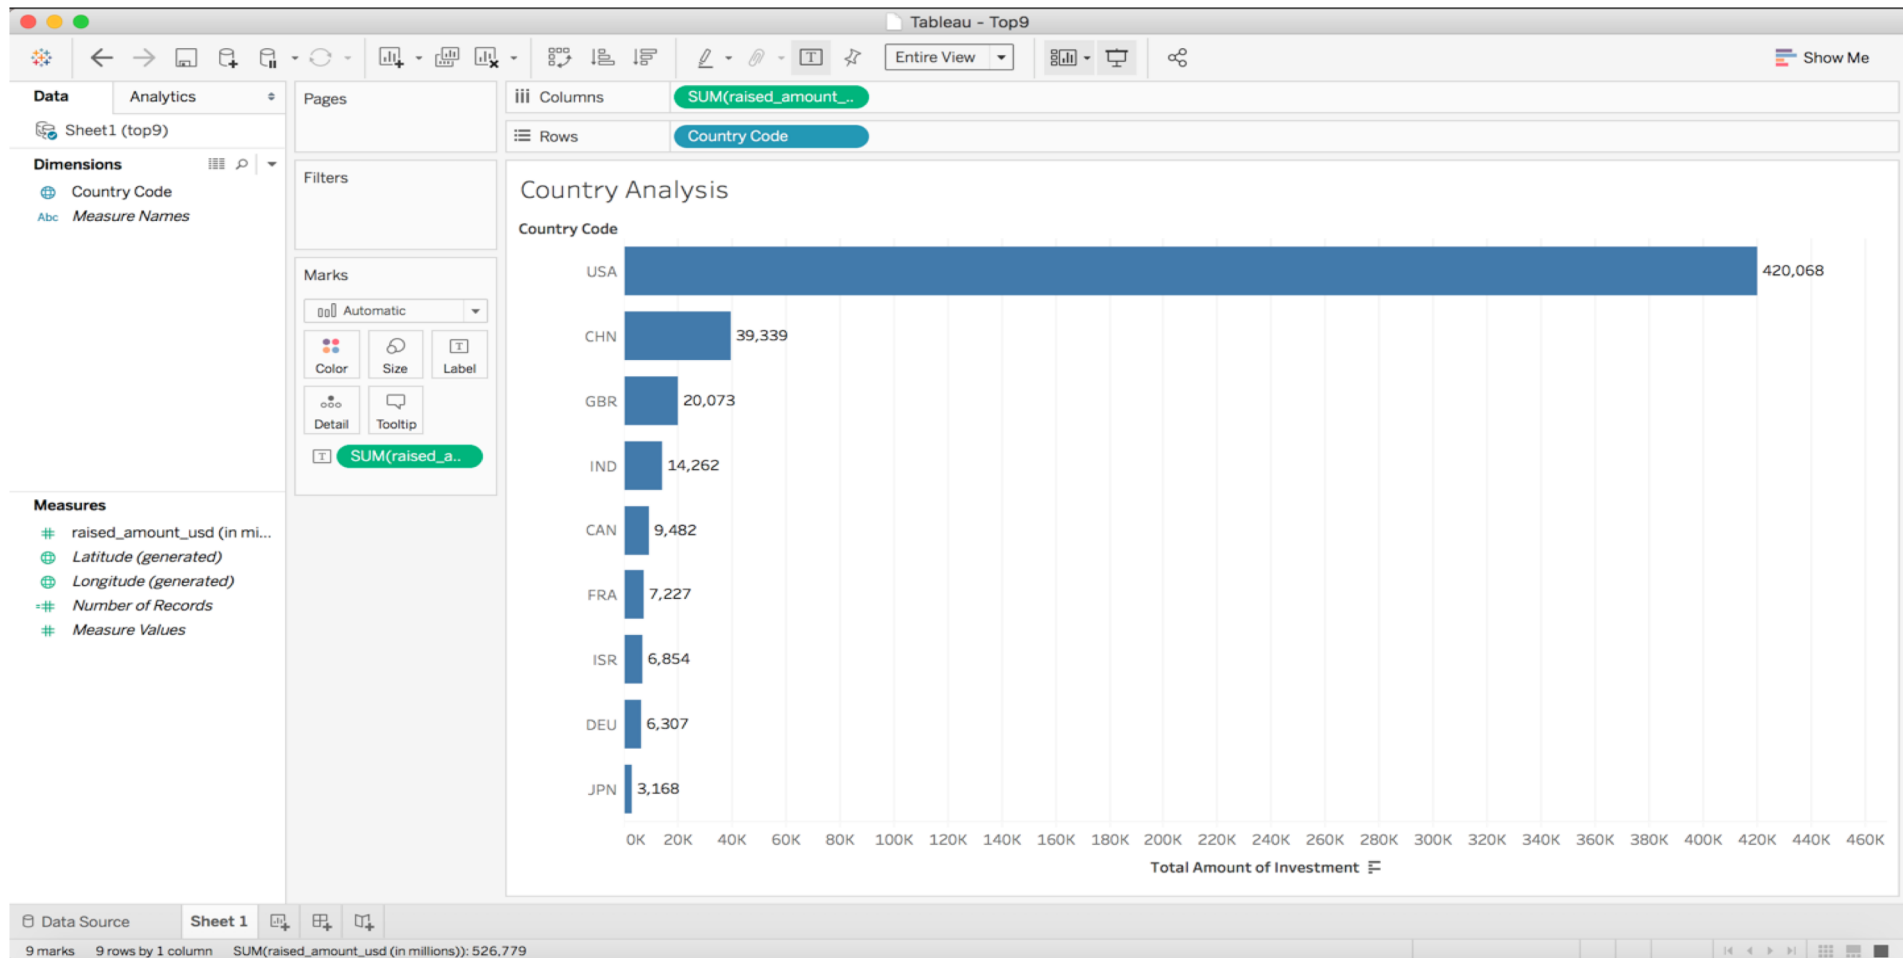 Tableau - Top9
Entire View
Show Me
Data Analytics
Sheet1 (top9)
Dimensions
Country Code
Abc Measure Names
Measures
raised_amount_usd (in mi...
Latitude (generated)
Longitude (generated)
Number of Records
Measure Values
Pages
Filters
Marks
Automatic
Color Size Label
Detail Tooltip
SUM(raised_a..
Columns SUM(raised_amount_..
Rows Country Code
Country Analysis
Country Code
USA 420,068
CHN 39,339
GBR 20,073
IND 14,262
CAN 9,482
FRA 7,227
ISR 6,854
DEU 6,307
JPN 3,168
0K 20K 40K 60K 80K 100K 120K 140K 160K 180K 200K 220K 240K 260K 280K 300K 320K 340K 360K 380K 400K 420K 440K 460K
Total Amount of Investment
Data Source Sheet 1
9 marks 9 rows by 1 column SUM(raised_amount_usd (in millions)): 526,779